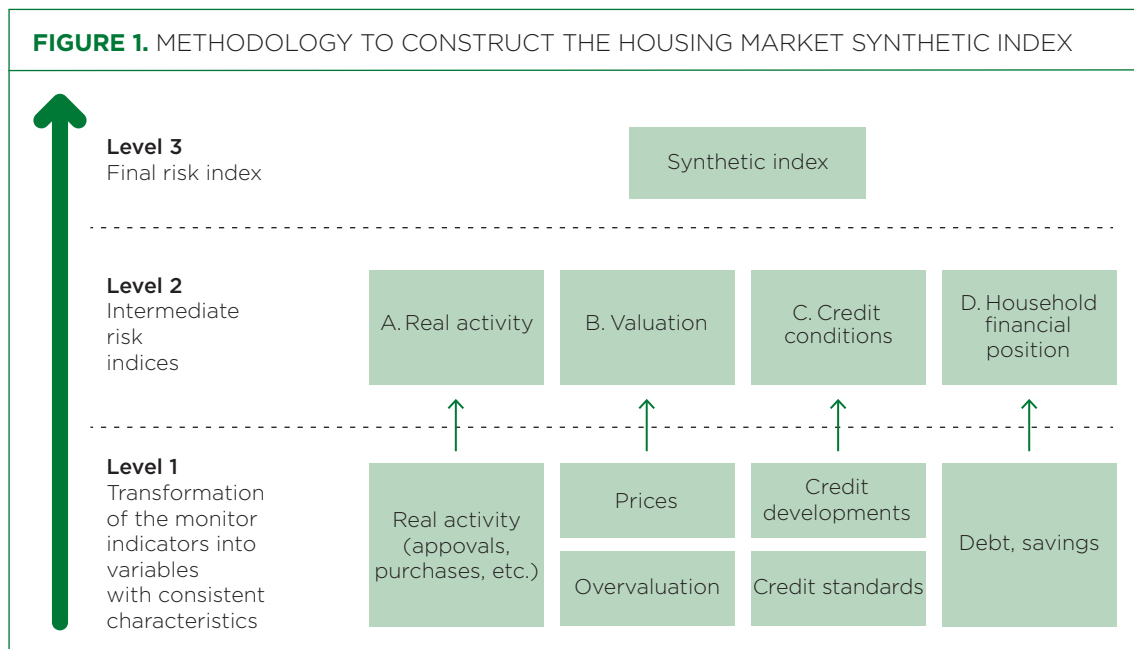 FIGURE 1. METHODOLOGY TO CONSTRUCT THE HOUSING MARKET SYNTHETIC INDEX
Level 3
Final risk index
Synthetic index
Level 2
Intermediate
risk
indices
A. Real activity
B. Valuation
C. Credit
conditions
D. Household
financial
position
Level 1
Transformation
of the monitor
indicators into
variables
with consistent
characteristics
Real activity
(appovals,
purchases, etc.)
Prices
Overvaluation
Credit
developments
Credit standards
Debt, savings